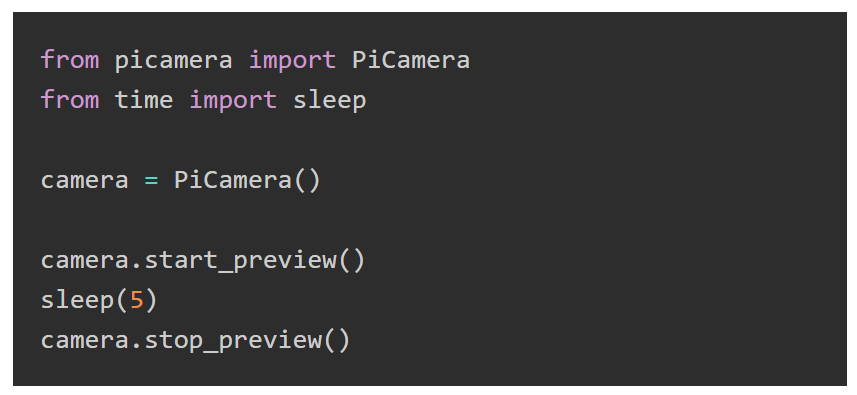 from picamera import PiCamera
from time import sleep
camera = PiCamera()
camera.start_preview()
sleep(5)
camera.stop_preview()